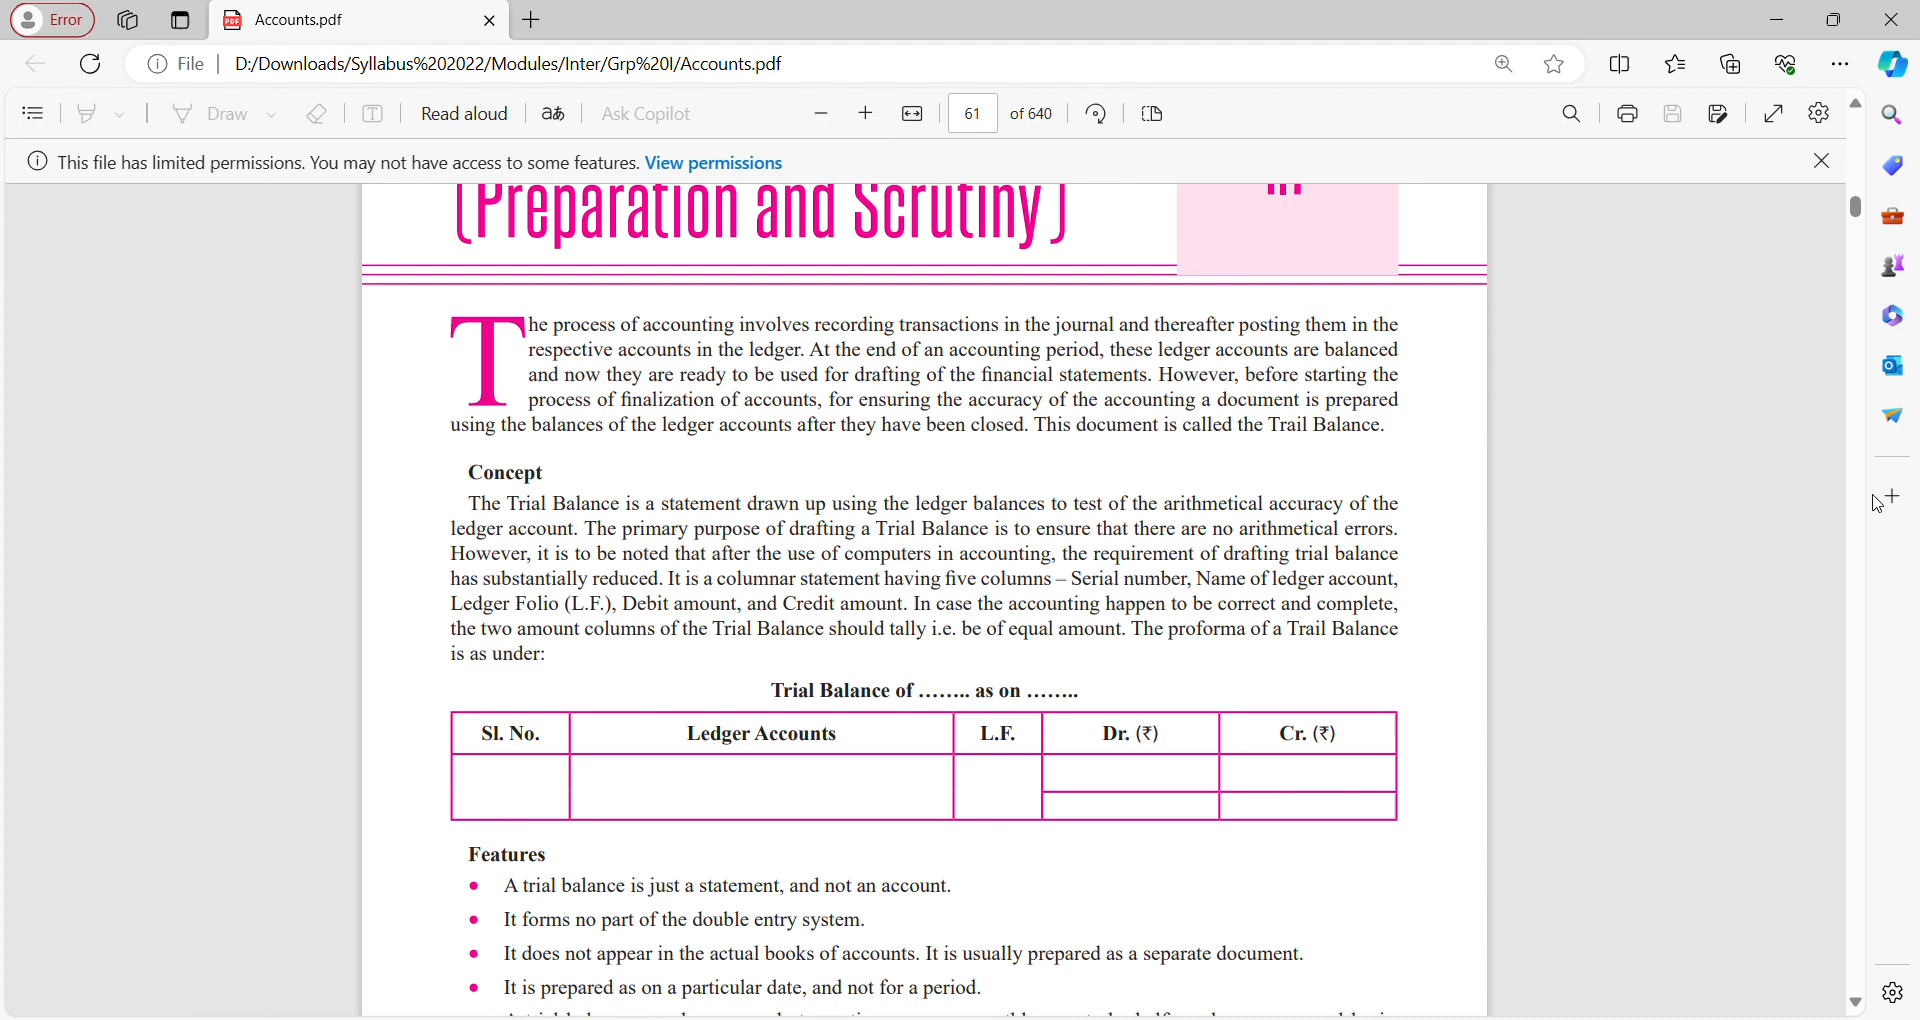 Error
Accounts.pdf
File
D:/Downloads/Syllabus%202022/Modules/Inter/Grp%20I/Accounts.pdf
Draw
Read aloud
aあ
Ask Copilot
61 of 640
This file has limited permissions. You may not have access to some features. View permissions
(Preparation and Scrutiny)
The process of accounting involves recording transactions in the journal and thereafter posting them in the
respective accounts in the ledger. At the end of an accounting period, these ledger accounts are balanced
and now they are ready to be used for drafting of the financial statements. However, before starting the
process of finalization of accounts, for ensuring the accuracy of the accounting a document is prepared
using the balances of the ledger accounts after they have been closed. This document is called the Trail Balance.
Concept
The Trial Balance is a statement drawn up using the ledger balances to test of the arithmetical accuracy of the
ledger account. The primary purpose of drafting a Trial Balance is to ensure that there are no arithmetical errors.
However, it is to be noted that after the use of computers in accounting, the requirement of drafting trial balance
has substantially reduced. It is a columnar statement having five columns – Serial number, Name of ledger account,
Ledger Folio (L.F.), Debit amount, and Credit amount. In case the accounting happen to be correct and complete,
the two amount columns of the Trial Balance should tally i.e. be of equal amount. The proforma of a Trail Balance
is as under:
Trial Balance of …….. as on ……..
Sl. No. Ledger Accounts L.F. Dr. (₹) Cr. (₹)
Features
• A trial balance is just a statement, and not an account.
• It forms no part of the double entry system.
• It does not appear in the actual books of accounts. It is usually prepared as a separate document.
• It is prepared as on a particular date, and not for a period.